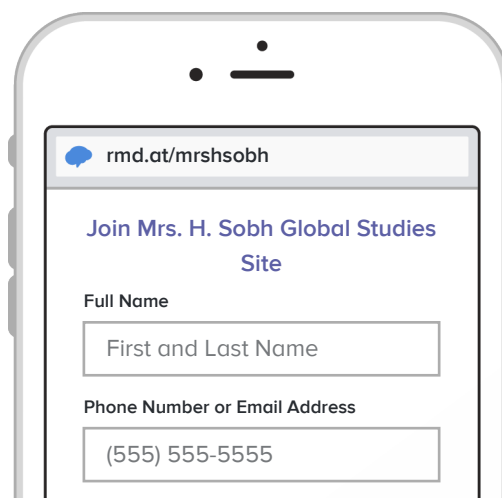 rmd.at/mrshsobh
Join Mrs. H. Sobh Global Studies
Site
Full Name
First and Last Name
Phone Number or Email Address
(555) 555-5555